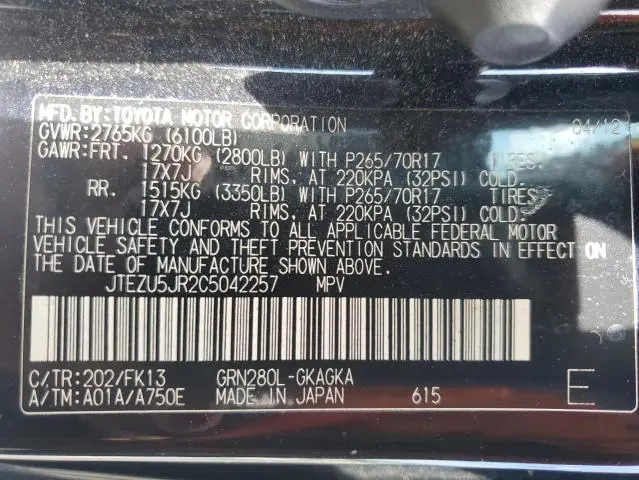 MFD.BY:TOYOTA MOTOR CORPORATION 04/12
GVWR:2765KG (6100LB)
GAWR:FRT. 1270KG (2800LB) WITH P265/70R17 TIRES.
17X7J RIMS. AT 220KPA (32PSI) COLD.
RR. 1515KG (3350LB) WITH P265/70R17 TIRES
17X7J RIMS. AT 220KPA (32PSI) COLD.
THIS VEHICLE CONFORMS TO ALL APPLICABLE FEDERAL MOTOR
VEHICLE SAFETY AND THEFT PREVENTION STANDARDS IN EFFECT ON
THE DATE OF MANUFACTURE SHOWN ABOVE.
JTEZU5JR2C5042257 MPV
C/TR:202/FK13 GRN280L-GKAGKA
A/TM:A01A/A750E MADE IN JAPAN 615 E